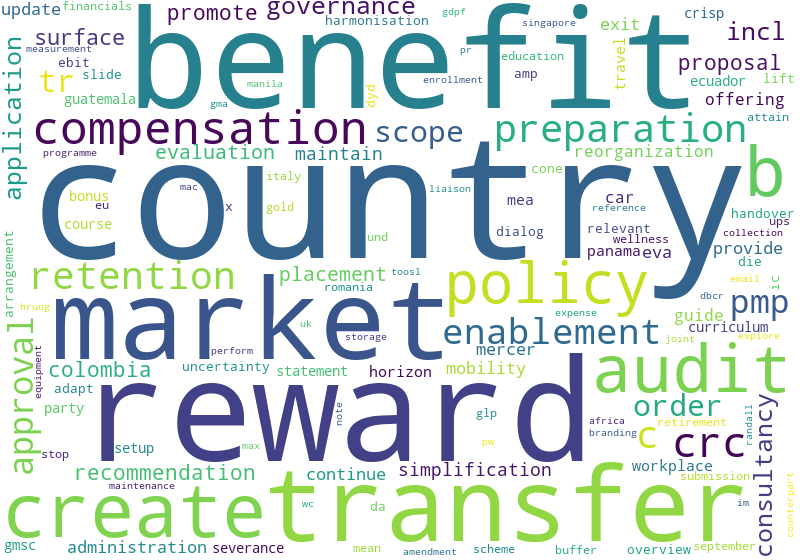 update
financials
promote
governance
gdpf
singapore
crisp
harmonisation
incl
surface
measurement
benefit
pr
education
travel
exit
proposal
ebit
slide
manila
enrollment
amp
tr
ecuador
lift
guatemala
gma
dyd
offering
attain
application
compensation
scope
preparation
programme
evaluation
maintain
reorganization
b
country
mac
italy
liaison
cone
bonus
eu
x
gold
mea
car
reference
handover
course
dialog
relevant
ups
und
wellness
collection
arrangement
panama
eva
provide
retention
placement
toosl
policy
die
email
ic
romania
dbcr
pmp
hrung
market
uk
expense
guide
storage
enablement
curriculum
joint
explore
approval
perform
mercer
colombia
uncertainty
statement
horizon
mobility
audit
equipment
adapt
reward
party
note
glp
africa
retirement
order
branding
randall
stop
setup
max
pw
c
crc
consultancy
recommendation
continue
simplification
workplace
submission
counterpart
maintenance
create
transfer
wc
da
im
gmsc
administration
severance
mean
amendment
scheme
buffer
overview
september